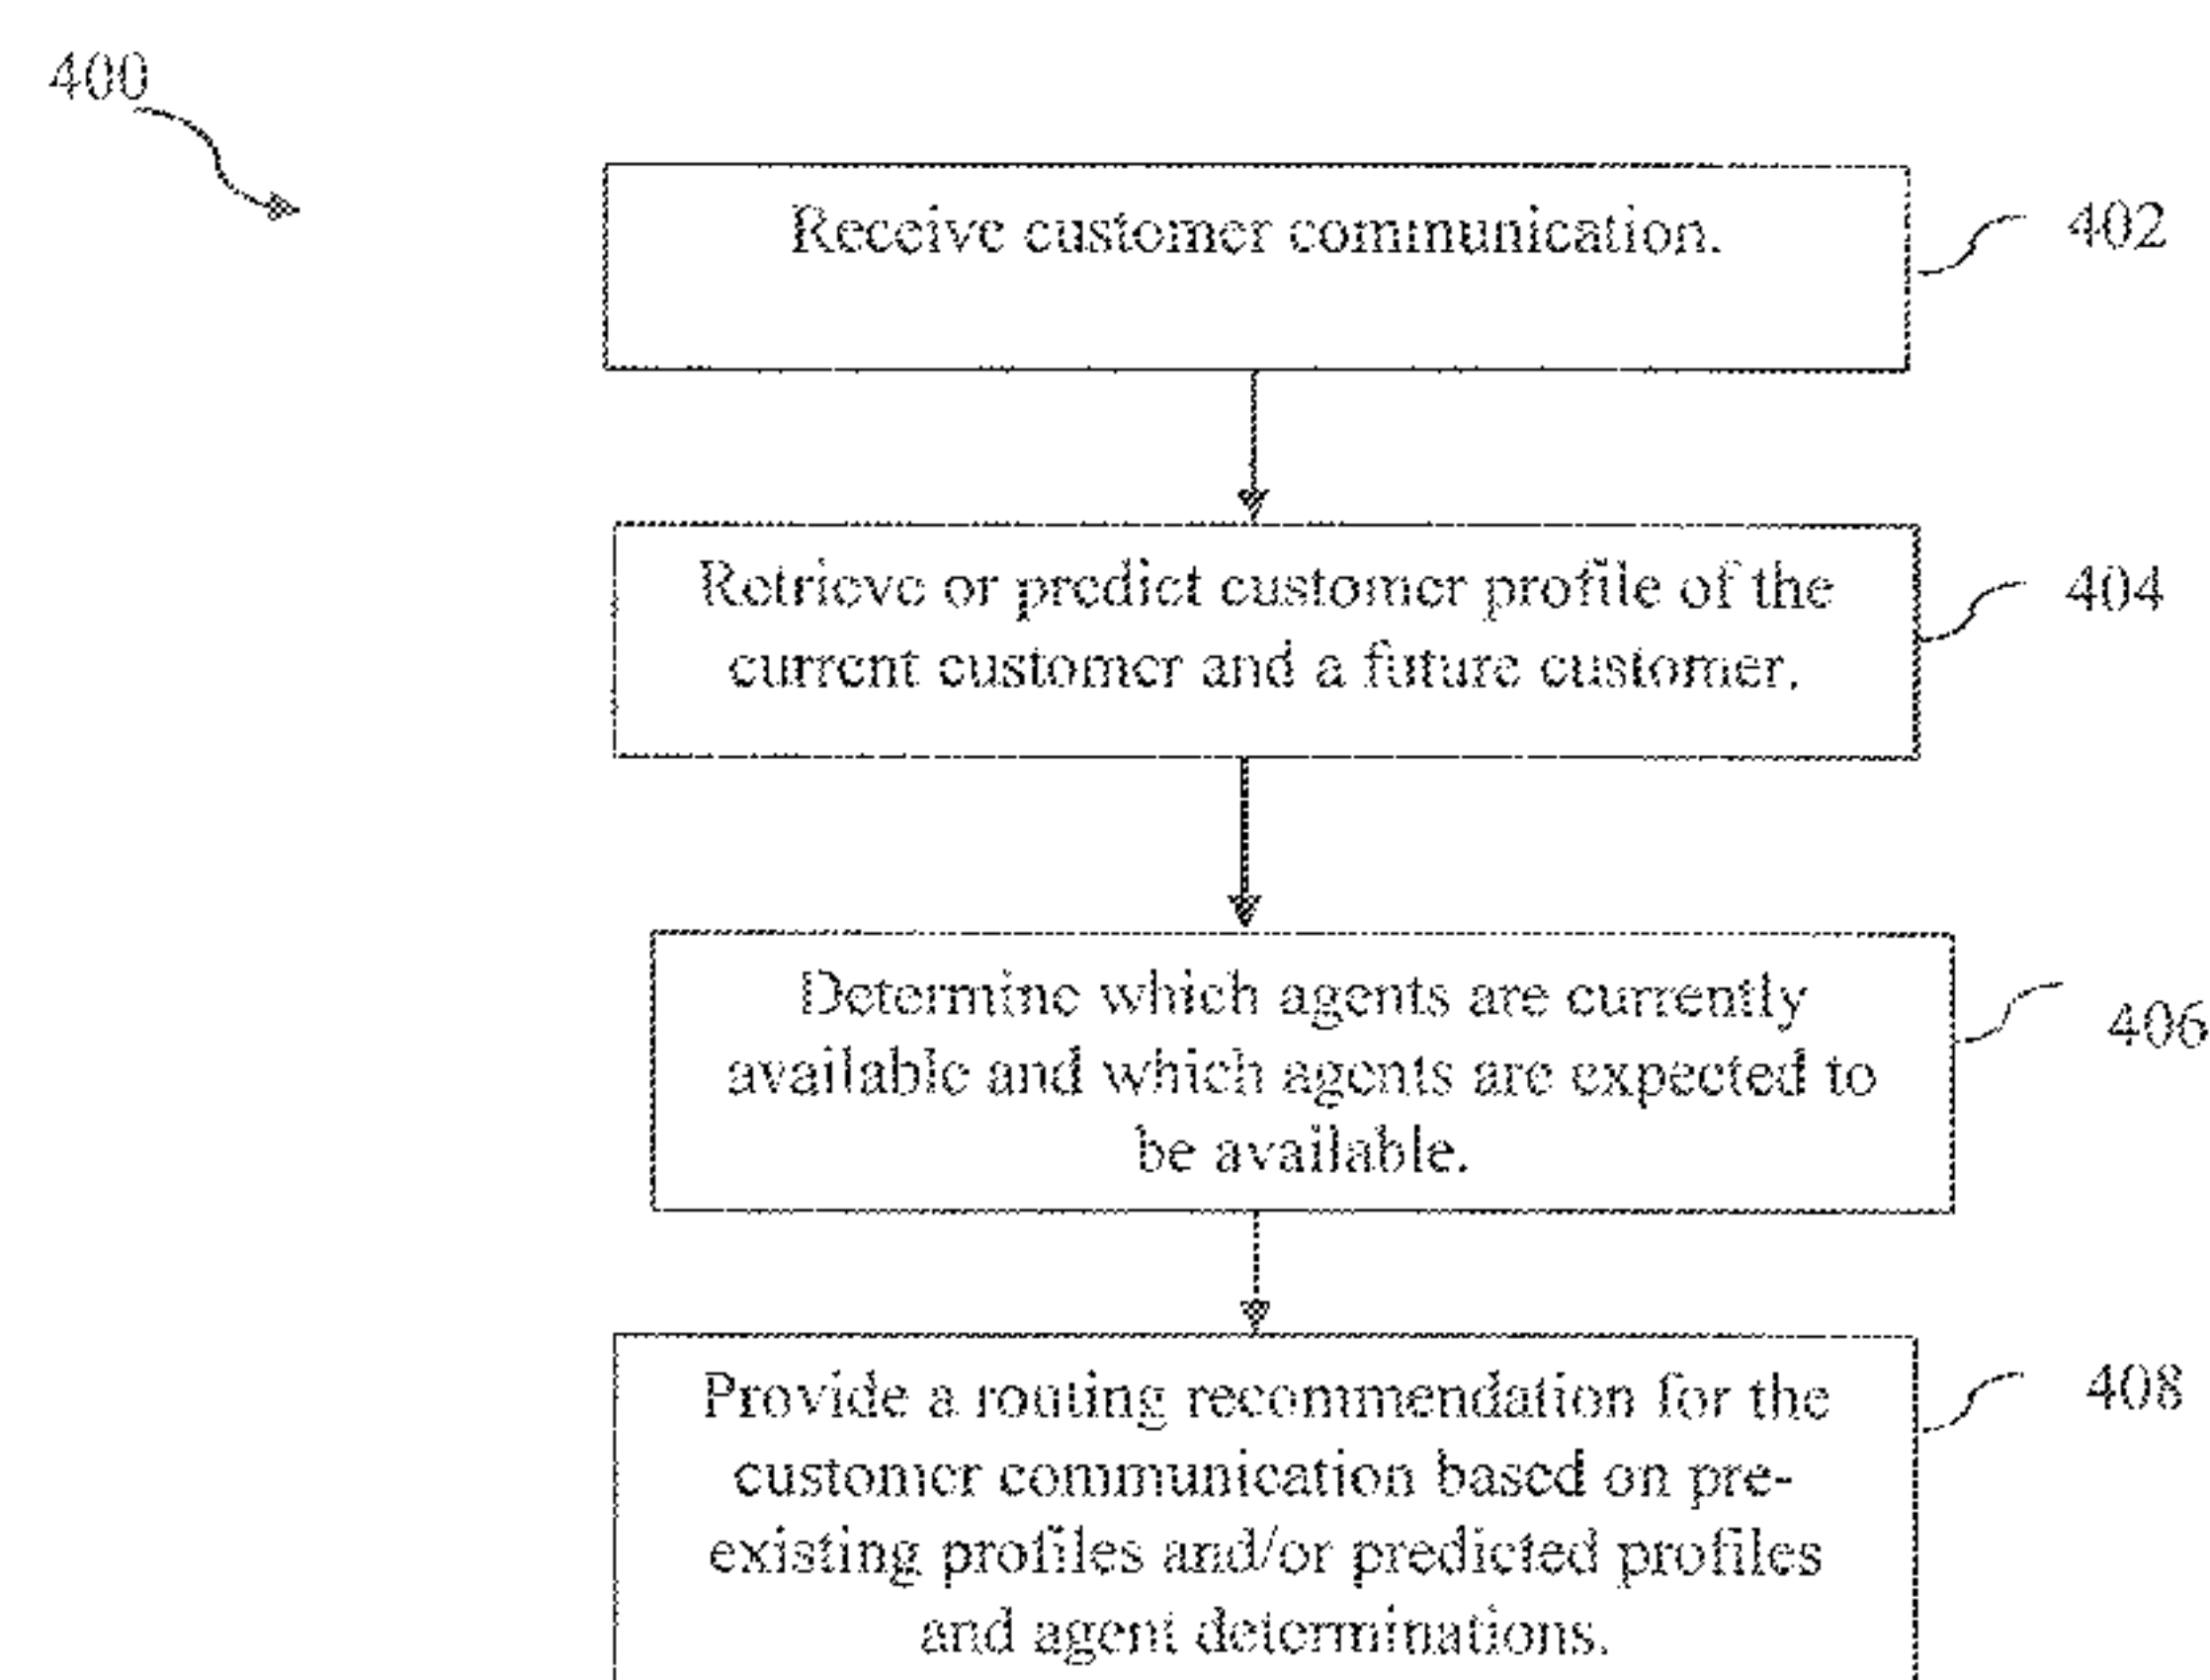 400
Receive customer communication.
402
Retrieve or predict customer profile of the
current customer and a future customer.
404
Determine which agents are currently
available and which agents are expected to
be available.
406
Provide a routing recommendation for the
customer communication based on pre-
existing profiles and/or predicted profiles
and agent determinations.
408